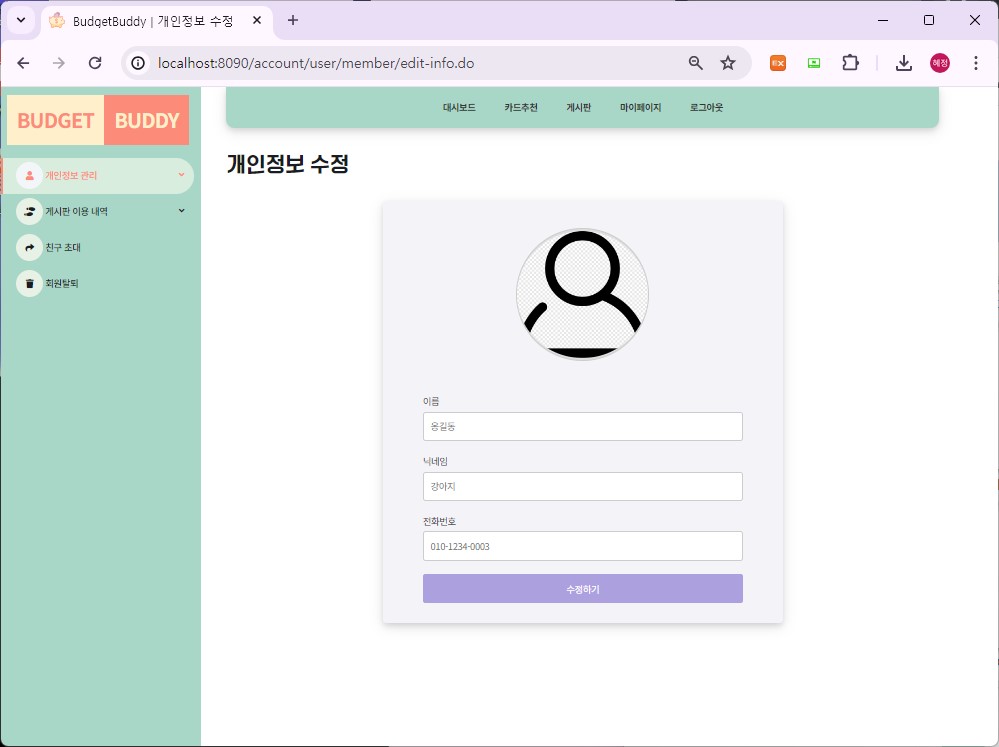 BudgetBuddy | 개인정보 수정
localhost:8090/account/user/member/edit-info.do
혜정
BUDGET BUDDY
대시보드 카드추천 게시판 마이페이지 로그아웃
개인정보 관리
게시판 이용 내역
친구 초대
회원탈퇴
개인정보 수정
이름
옹길동
닉네임
강아지
전화번호
010-1234-0003
수정하기